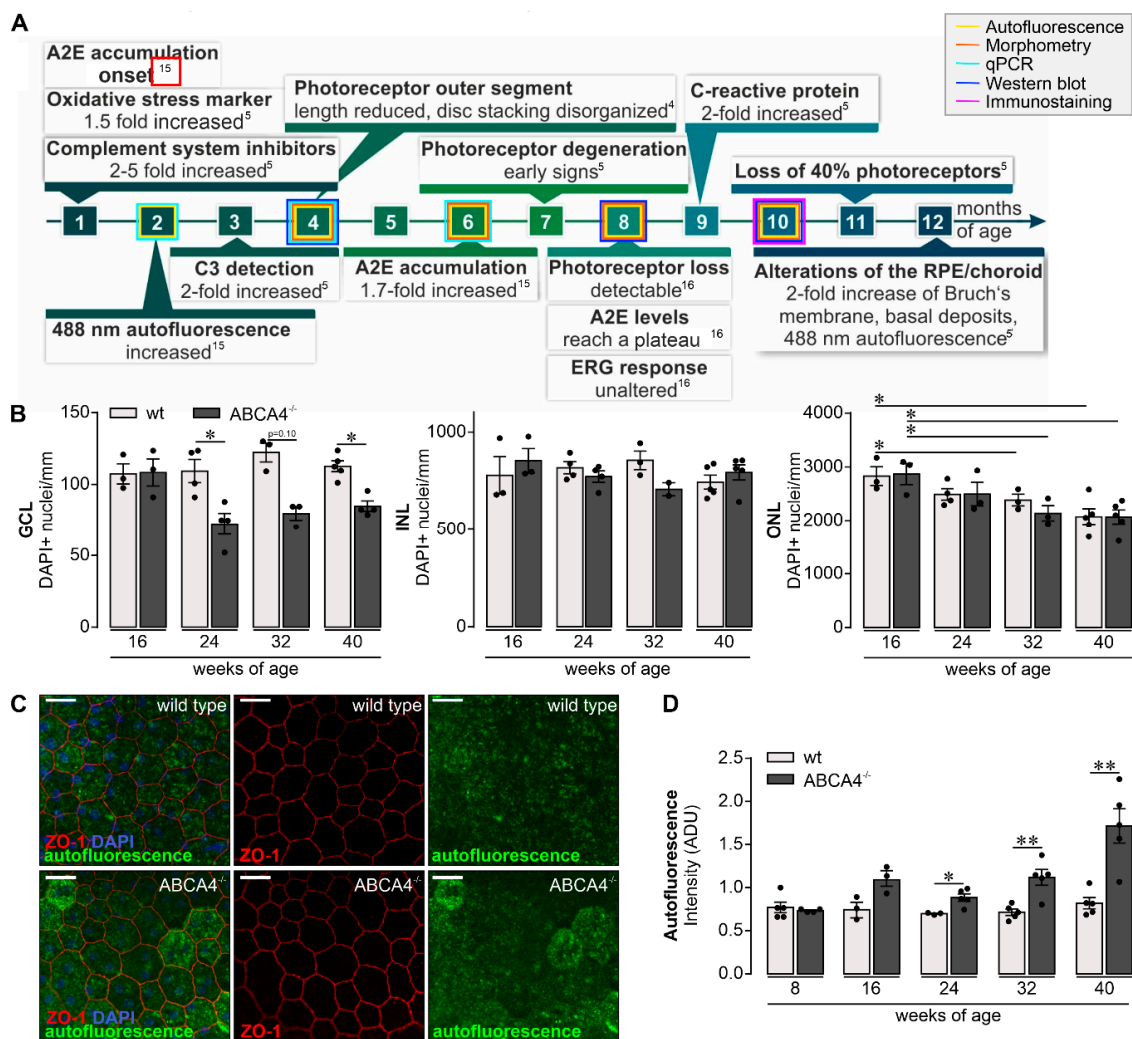 A
Autofluorescence
Morphometry
qPCR
Western blot
Immunostaining
A2E accumulation
onset 15
Oxidative stress marker
1.5 fold increased5
Complement system inhibitors
2-5 fold increased5
Photoreceptor outer segment
length reduced, disc stacking disorganized4
Photoreceptor degeneration
early signs5
C-reactive protein
2-fold increased5
Loss of 40% photoreceptors5
1 2 3 4 5 6 7 8 9 10 11 12 months
of age
C3 detection
2-fold increased5
488 nm autofluorescence
increased15
A2E accumulation
1.7-fold increased15
Photoreceptor loss
detectable16
A2E levels
reach a plateau 16
ERG response
unaltered16
Alterations of the RPE/choroid
2-fold increase of Bruch‘s
membrane, basal deposits,
488 nm autofluorescence5
B
wt ABCA4-/-
GCL
DAPI+ nuclei/mm
150
100
50
0
* p=0.10 *
16 24 32 40
weeks of age
INL
DAPI+ nuclei/mm
1000
500
0
16 24 32 40
weeks of age
ONL
DAPI+ nuclei/mm
4000
3000
2000
1000
0
*
*
*
*
16 24 32 40
weeks of age
C
wild type
ZO-1 DAPI
autofluorescence
wild type
ZO-1
wild type
autofluorescence
ABCA4-/-
ZO-1 DAPI
autofluorescence
ABCA4-/-
ZO-1
ABCA4-/-
autofluorescence
D
wt
ABCA4-/-
Autofluorescence
Intensity (ADU)
2.5
2.0
1.5
1.0
0.5
0.0
* ** **
8 16 24 32 40
weeks of age